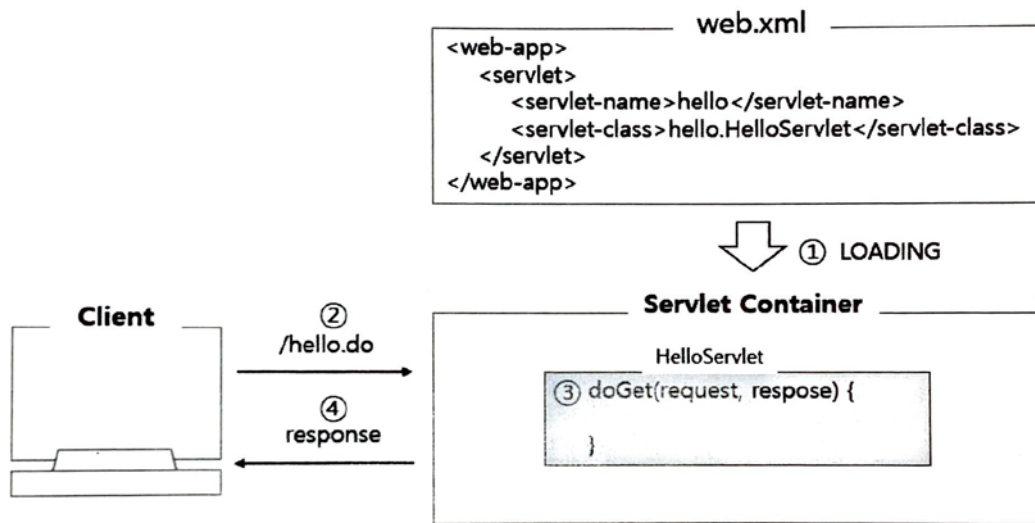 web.xml
<web-app>
<servlet>
<servlet-name>hello</servlet-name>
<servlet-class>hello.HelloServlet</servlet-class>
</servlet>
</web-app>
① LOADING
Client
②
/hello.do
④
response
Servlet Container
HelloServlet
③ doGet(request, respose) {
}